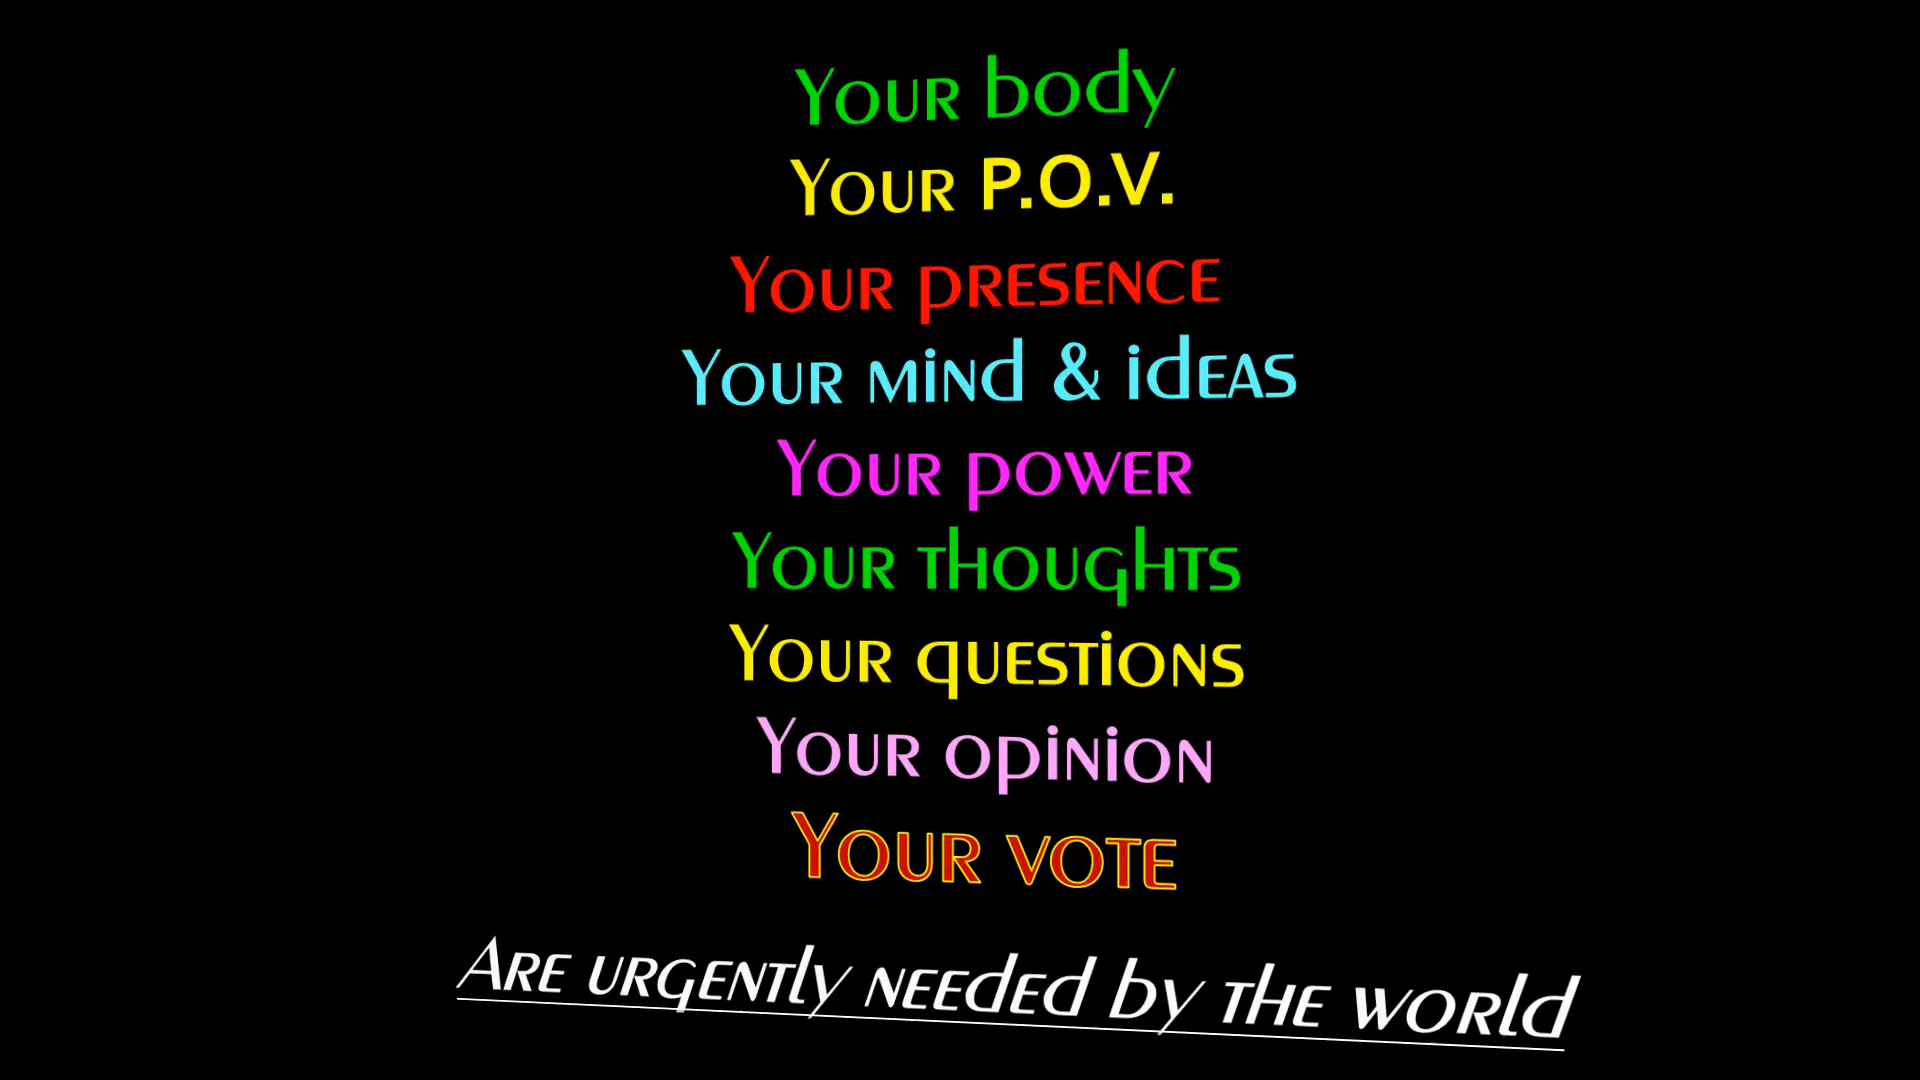 Your body
Your P.O.V.
Your presence
Your mind & ideas
Your power
Your thoughts
Your questions
Your opinion
Your vote
Are urgently needed by the world